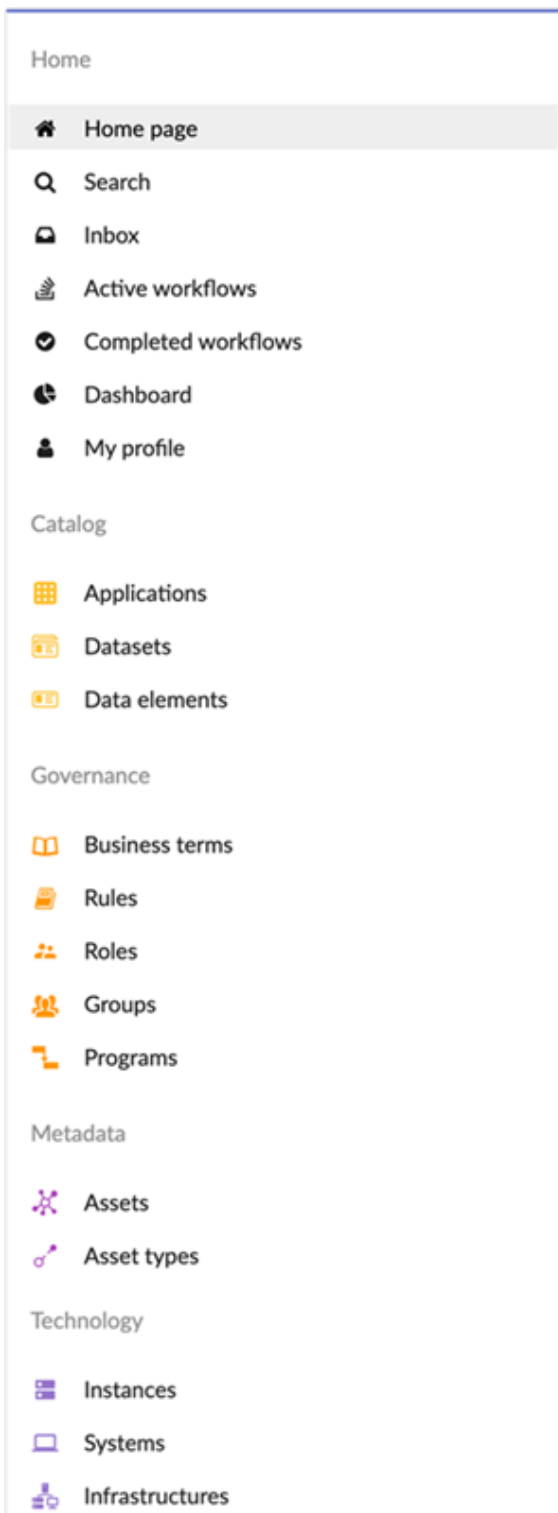 Home
Home page
Search
Inbox
Active workflows
Completed workflows
Dashboard
My profile
Catalog
Applications
Datasets
Data elements
Governance
Business terms
Rules
Roles
Groups
Programs
Metadata
Assets
Asset types
Technology
Instances
Systems
Infrastructures